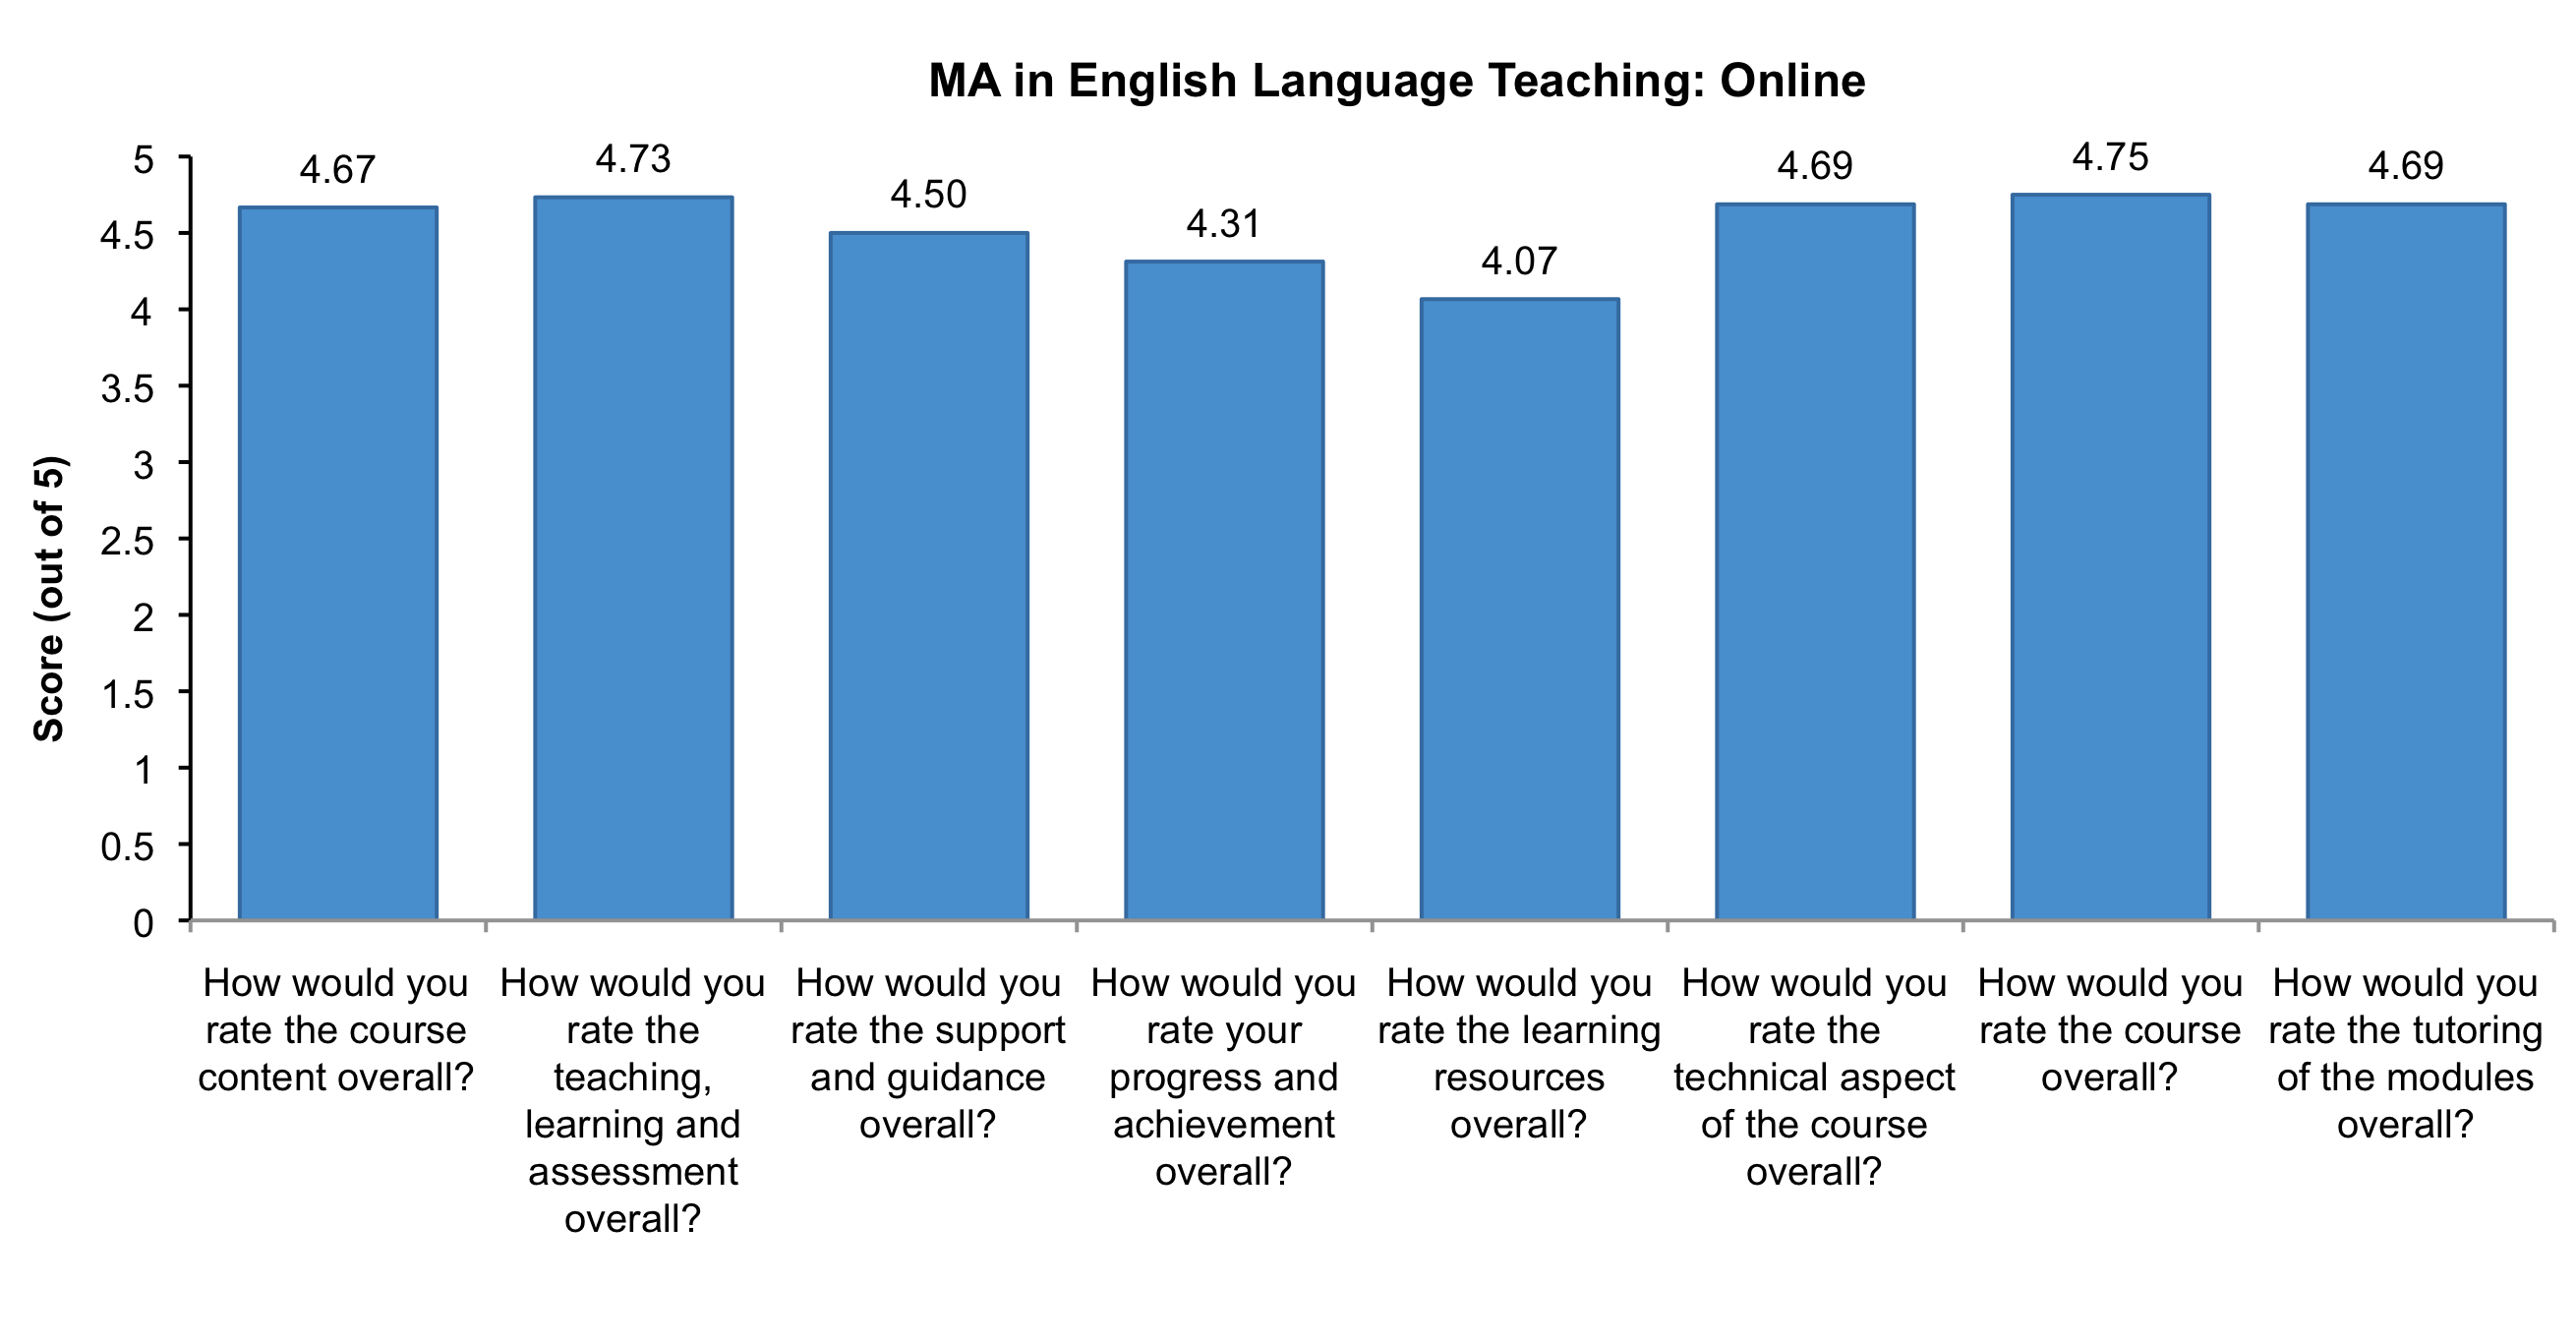 MA in English Language Teaching: Online
Score (out of 5)
5
4.5
4
3.5
3
2.5
2
1.5
1
0.5
0
4.67
4.73
4.50
4.31
4.07
4.69
4.75
4.69
How would you
rate the course
content overall?
How would you
rate the
teaching,
learning and
assessment
overall?
How would you
rate the support
and guidance
overall?
How would you
rate your
progress and
achievement
overall?
How would you
rate the learning
resources
overall?
How would you
rate the
technical aspect
of the course
overall?
How would you
rate the course
overall?
How would you
rate the tutoring
of the modules
overall?